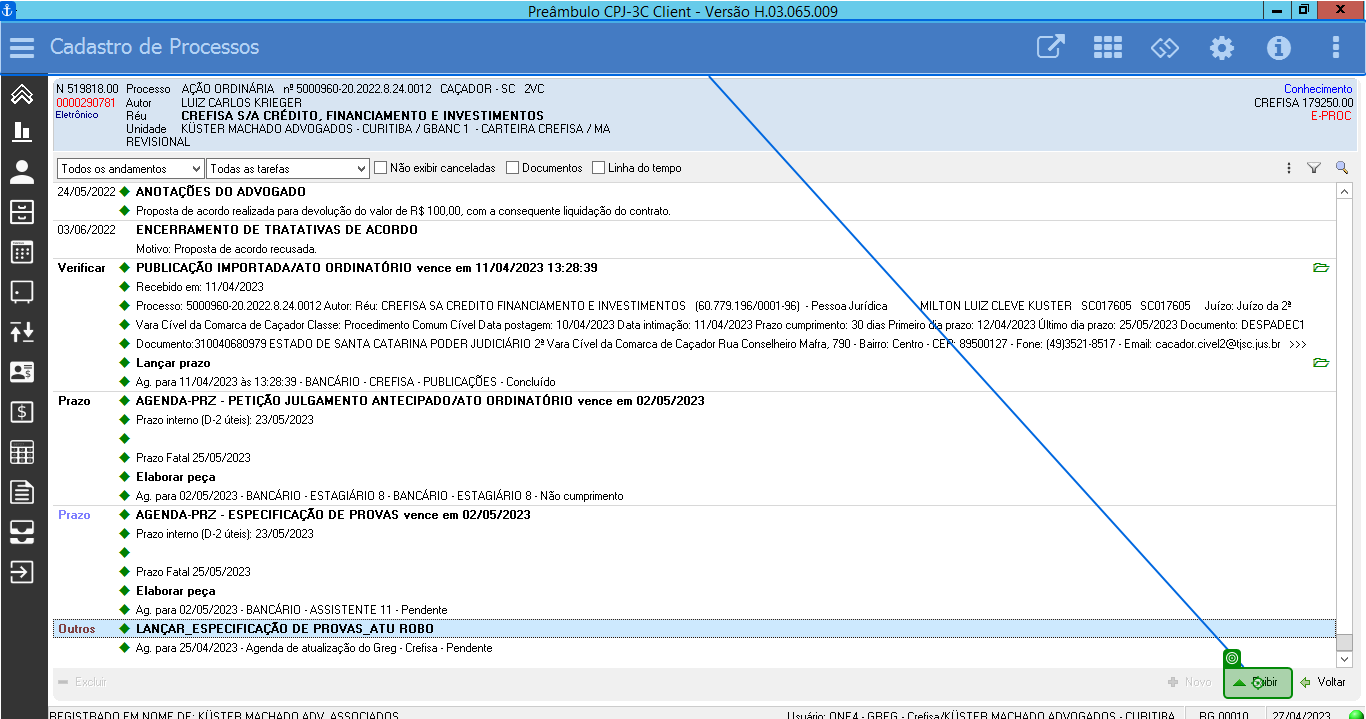 Preâmbulo CPJ-3C Client - Versão H.03.065.009
Cadastro de Processos
N 519818.00 Processo AÇÃO ORDINÁRIA nº 5000960-20.2022.8.24.0012 CAÇADOR - SC 2VC Conhecimento
0000290781 Autor LUIZ CARLOS KRIEGER CREFISA 179250.00
Eletrônico Réu CREFISA S/A CRÉDITO, FINANCIAMENTO E INVESTIMENTOS E-PROC
Unidade KÜSTER MACHADO ADVOGADOS - CURITIBA / GBANC 1 - CARTEIRA CREFISA / MA
REVISIONAL
Todos os andamentos Todas as tarefas Não exibir canceladas Documentos Linha do tempo
24/05/2022 ANOTAÇÕES DO ADVOGADO
Proposta de acordo realizada para devolução do valor de R$ 100,00, com a consequente liquidação do contrato.
03/06/2022 ENCERRAMENTO DE TRATATIVAS DE ACORDO
Motivo: Proposta de acordo recusada.
Verificar PUBLICAÇÃO IMPORTADA/ATO ORDINATÓRIO vence em 11/04/2023 13:28:39
Recebido em: 11/04/2023
Processo: 5000960-20.2022.8.24.0012 Autor: Réu: CREFISA SA CREDITO FINANCIAMENTO E INVESTIMENTOS (60.779.196/0001-96) - Pessoa Jurídica MILTON LUIZ CLEVE KUSTER SC017605 SC017605 Juízo: Juízo da 2ª
Vara Cível da Comarca de Caçador Classe: Procedimento Comum Cível Data postagem: 10/04/2023 Data intimação: 11/04/2023 Prazo cumprimento: 30 dias Primeiro dia prazo: 12/04/2023 Último dia prazo: 25/05/2023 Documento: DESPADEC1
Documento:310040680979 ESTADO DE SANTA CATARINA PODER JUDICIÁRIO 2ª Vara Cível da Comarca de Caçador Rua Conselheiro Mafra, 790 - Bairro: Centro - CEP: 89500127 - Fone: (49)3521-8517 - Email: cacador.civel2@tjsc.jus.br >>>
Lançar prazo
Ag. para 11/04/2023 às 13:28:39 - BANCÁRIO - CREFISA - PUBLICAÇÕES - Concluído
Prazo AGENDA-PRZ - PETIÇÃO JULGAMENTO ANTECIPADO/ATO ORDINATÓRIO vence em 02/05/2023
Prazo interno (D-2 úteis): 23/05/2023
Prazo Fatal 25/05/2023
Elaborar peça
Ag. para 02/05/2023 - BANCÁRIO - ESTAGIÁRIO 8 - BANCÁRIO - ESTAGIÁRIO 8 - Não cumprimento
Prazo AGENDA-PRZ - ESPECIFICAÇÃO DE PROVAS vence em 02/05/2023
Prazo interno (D-2 úteis): 23/05/2023
Prazo Fatal 25/05/2023
Elaborar peça
Ag. para 02/05/2023 - BANCÁRIO - ASSISTENTE 11 - Pendente
Outros LANÇAR_ESPECIFICAÇÃO DE PROVAS_ATU ROBO
Ag. para 25/04/2023 - Agenda de atualização do Greg - Crefisa - Pendente
Excluir Novo Exibir Voltar
REGISTRADO EM NOME DE: KÜSTER MACHADO ADV. ASSOCIADOS Usuário: ONE4 - GREG - Crefisa/KÜSTER MACHADO ADVOGADOS - CURITIBA BG 00010 27/04/2023